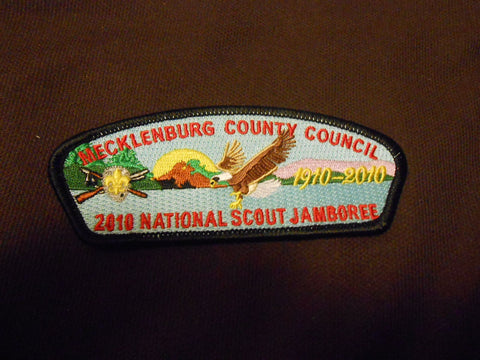 MECKLENBURG COUNTY COUNCIL
1910-2010
2010 NATIONAL SCOUT JAMBOREE